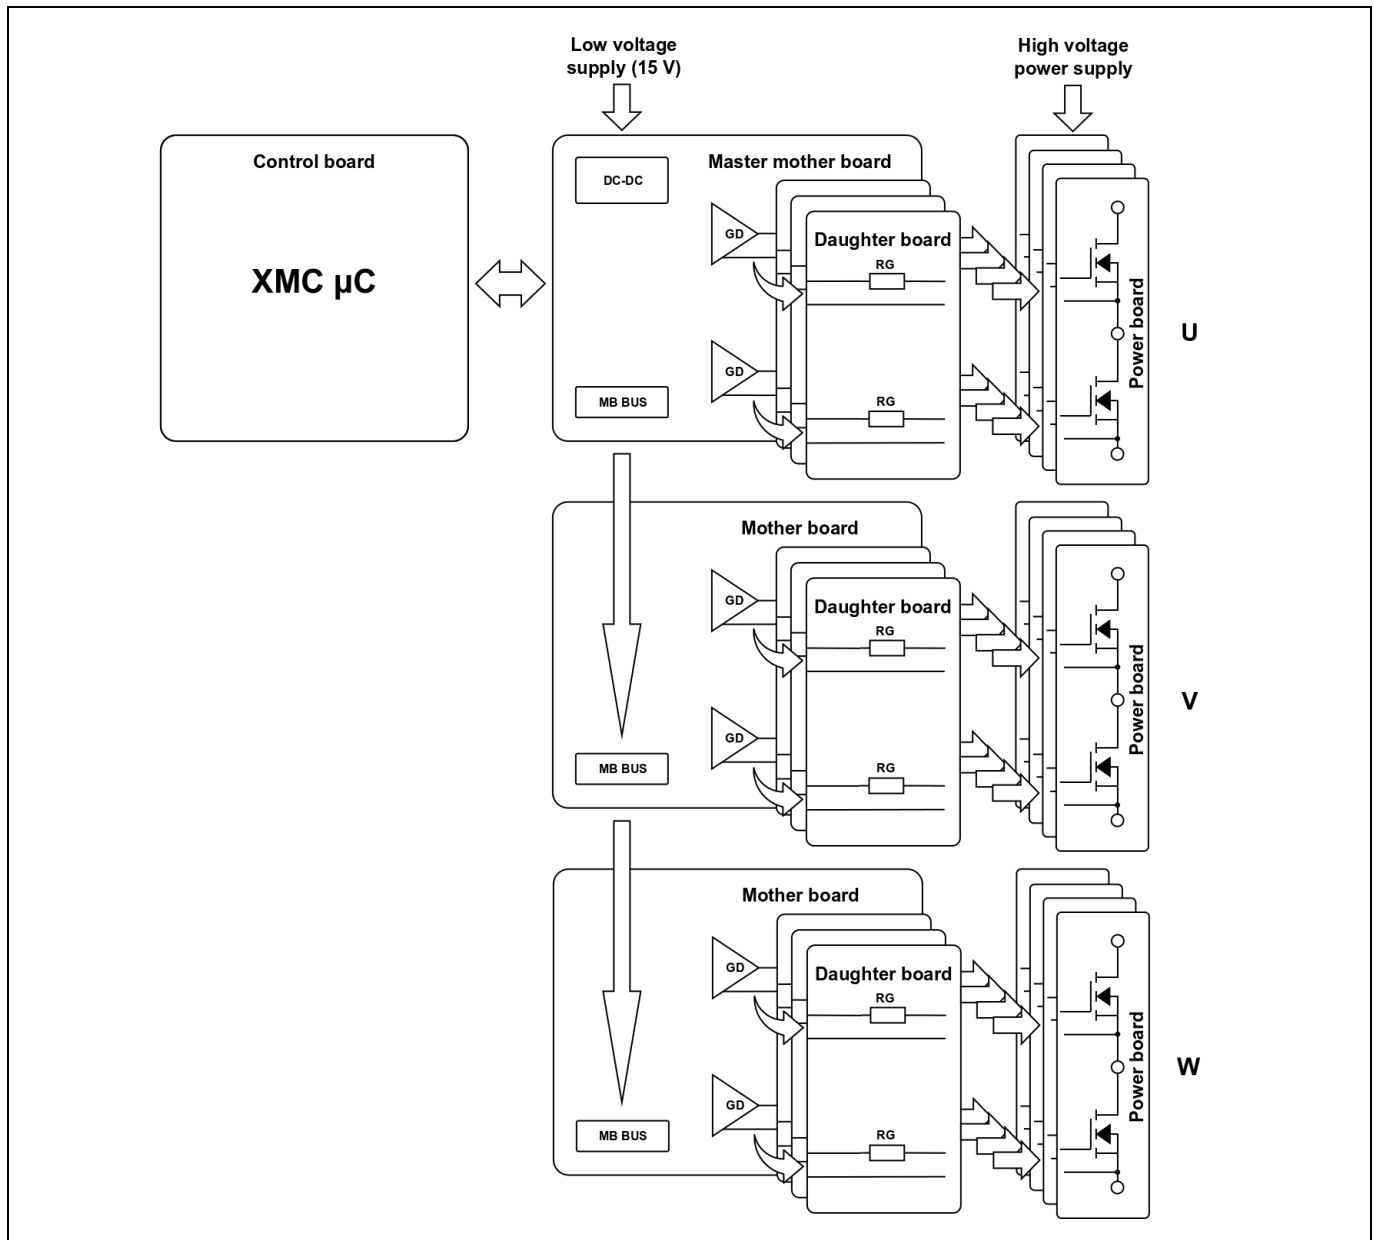 Low voltage
supply (15 V)
High voltage
power supply
Control board
XMC µC
Master mother board
DC-DC
GD
Daughter board
RG
GD
RG
MB BUS
Power board
U
Mother board
GD
Daughter board
RG
GD
RG
MB BUS
Power board
V
Mother board
GD
Daughter board
RG
GD
RG
MB BUS
Power board
W